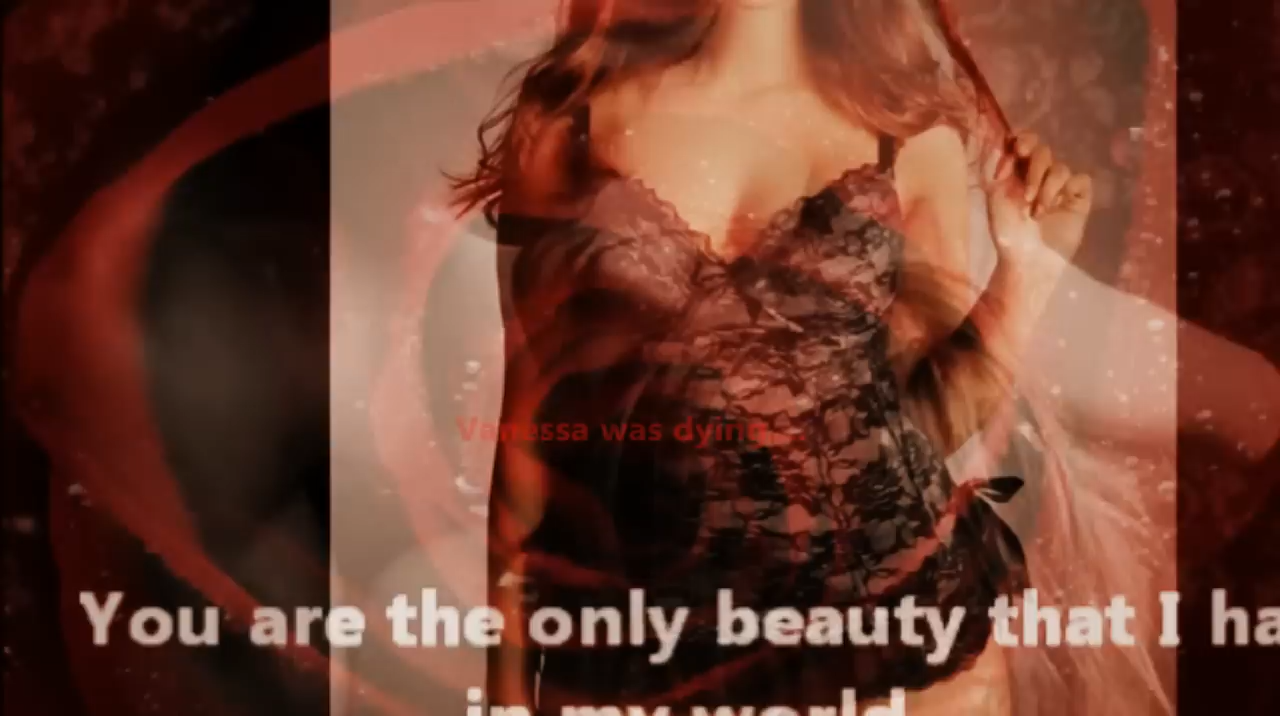 Vanessa was dying...
You are the only beauty that I ha
in my world